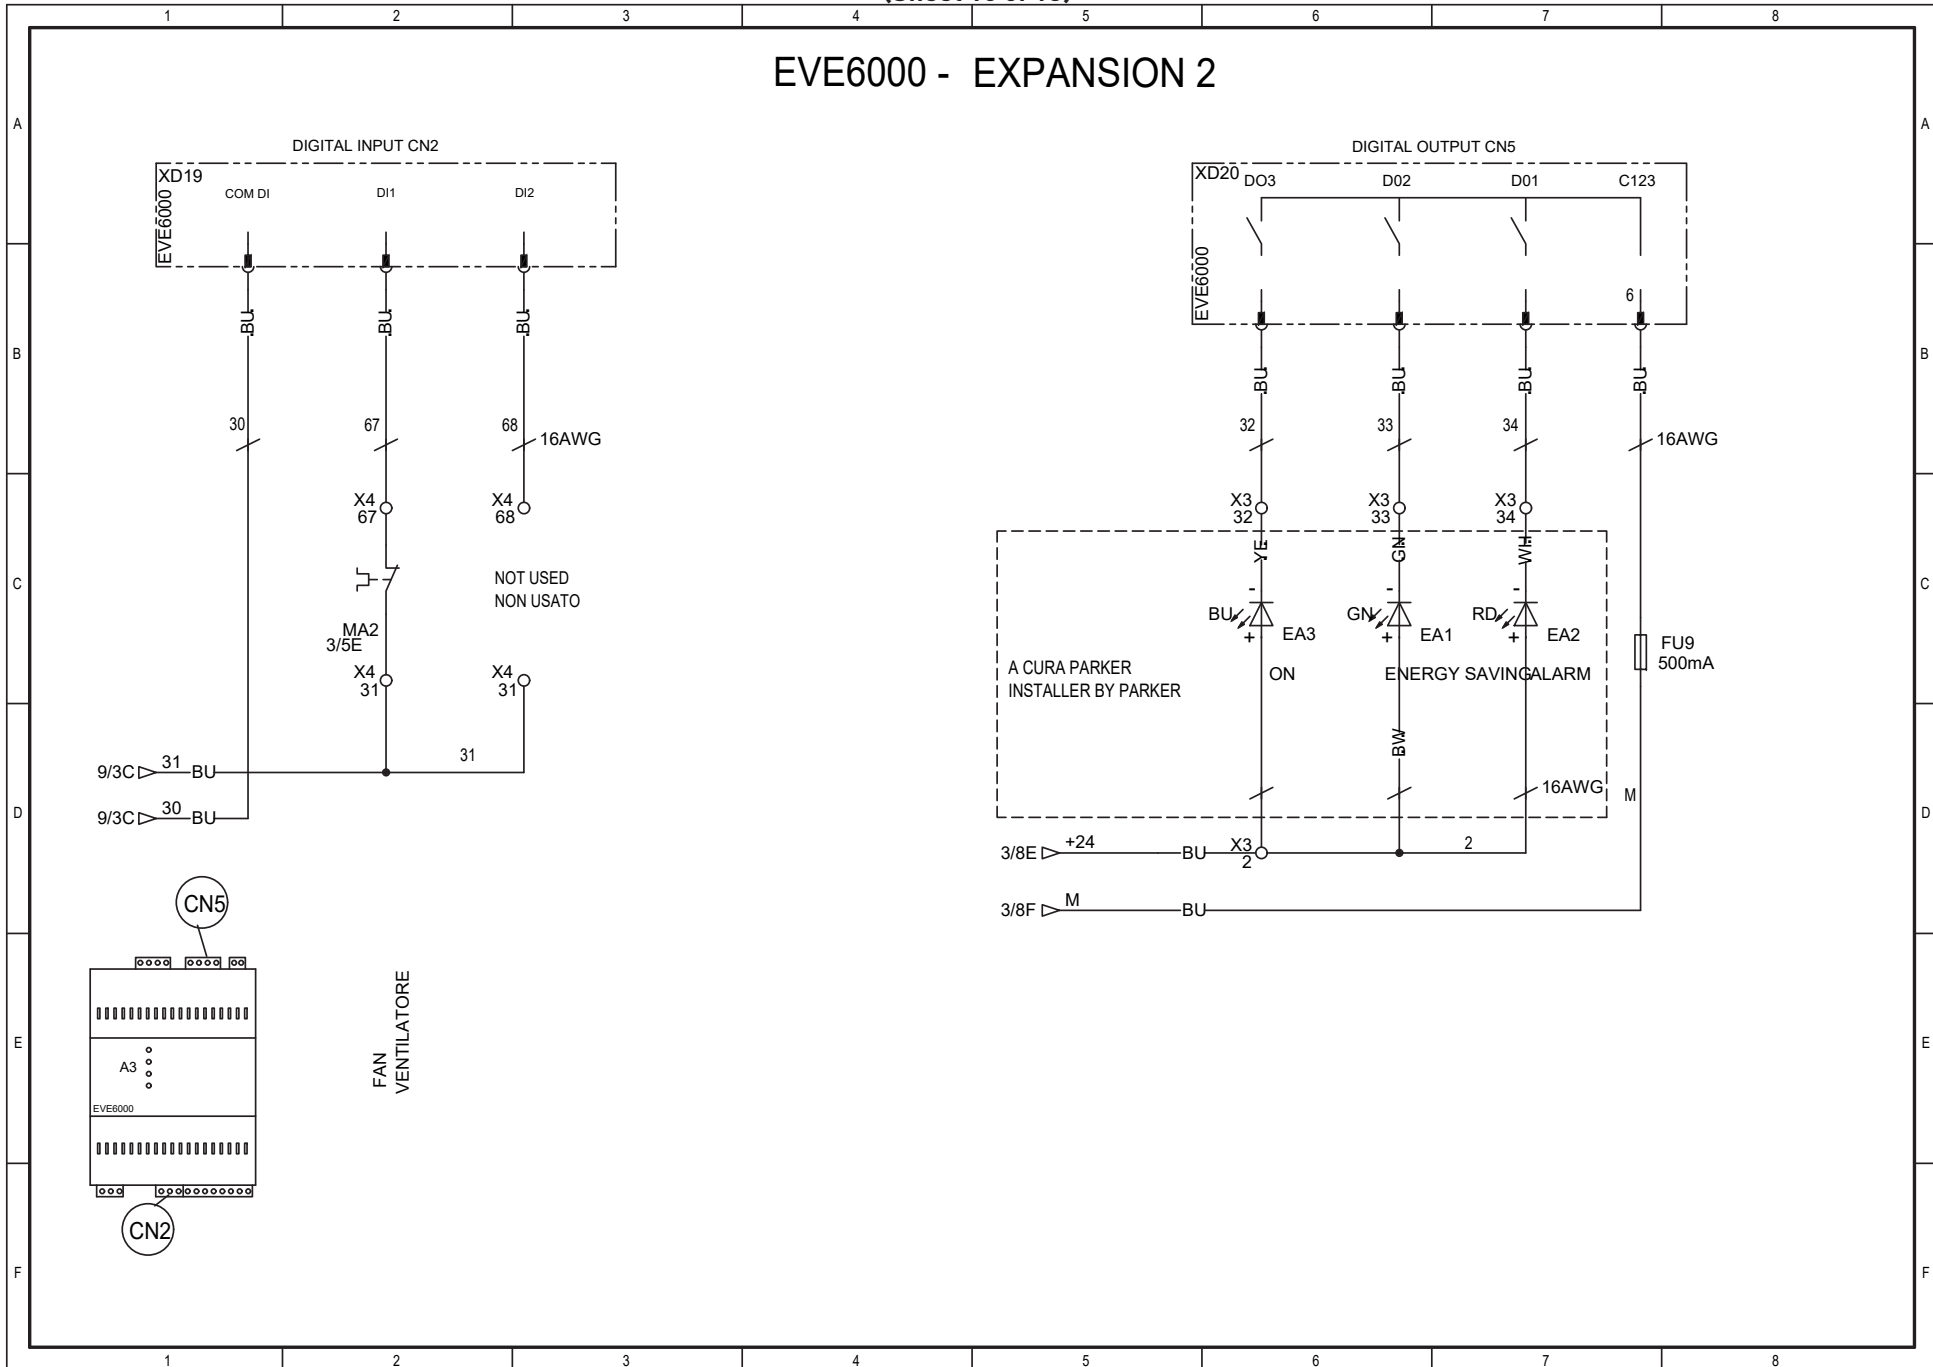 1 2 3 4 5 6 7 8
EVE6000 - EXPANSION 2
A A
DIGITAL INPUT CN2
XD19
EVE6000
COM DI DI1 DI2
BU BU BU
30 67 68 16AWG
X4 67
X4 68
NOT USED
NON USATO
MA2
3/5E
X4 31
X4 31
9/3C 31 BU 31
9/3C 30 BU
DIGITAL OUTPUT CN5
XD20
EVE6000
DO3 D02 D01 C123
6
B B
BU BU BU BU
32 33 34 16AWG
X3 32
X3 33
X3 34
C C
YE GN WH
- - -
BU GN RD
+ + +
EA3 EA1 EA2
FU9
500mA
A CURA PARKER
INSTALLER BY PARKER
ON ENERGY SAVING ALARM
BW
16AWG
M
D D
3/8E +24 BU X3 2 2
3/8F M BU
CN5
A3
EVE6000
CN2
FAN
VENTILATORE
E E
F F
1 2 3 4 5 6 7 8